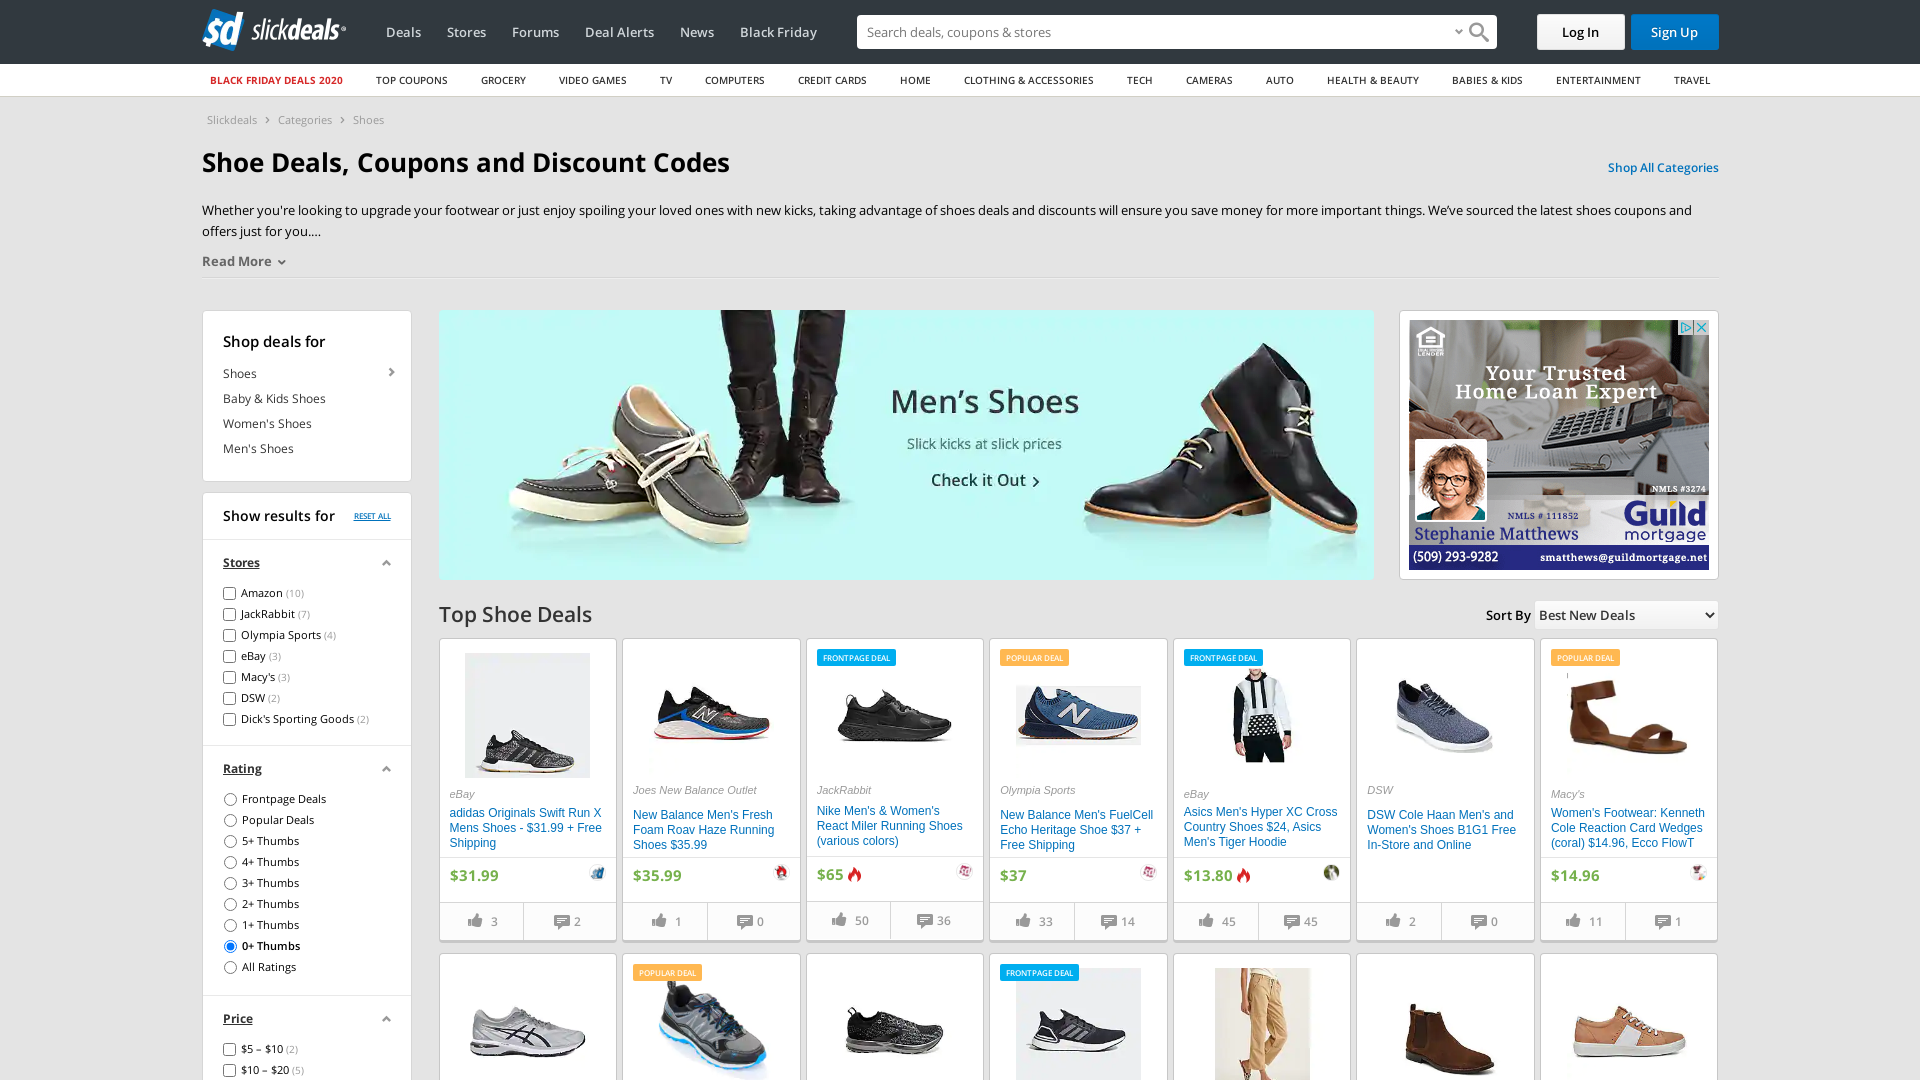 slickdeals
Deals
Stores
Forums
Deal Alerts
News
Black Friday
Search deals, coupons & stores
Log In
Sign Up
BLACK FRIDAY DEALS 2020
TOP COUPONS
GROCERY
VIDEO GAMES
TV
COMPUTERS
CREDIT CARDS
HOME
CLOTHING & ACCESSORIES
TECH
CAMERAS
AUTO
HEALTH & BEAUTY
BABIES & KIDS
ENTERTAINMENT
TRAVEL
Slickdeals > Categories > Shoes
Shoe Deals, Coupons and Discount Codes
Shop All Categories
Whether you're looking to upgrade your footwear or just enjoy spoiling your loved ones with new kicks, taking advantage of shoes deals and discounts will ensure you save money for more important things. We've sourced the latest shoes coupons and
offers just for you....
Read More
Shop deals for
Shoes
Baby & Kids Shoes
Women's Shoes
Men's Shoes
Show results for
RESET ALL
Stores
Amazon (10)
JackRabbit (7)
Olympia Sports (4)
eBay (3)
Macy's (3)
DSW (2)
Dick's Sporting Goods (2)
Rating
Frontpage Deals
Popular Deals
5+ Thumbs
4+ Thumbs
3+ Thumbs
2+ Thumbs
1+ Thumbs
0+ Thumbs
All Ratings
Price
$5 – $10 (2)
$10 – $20 (5)
Men's Shoes
Slick kicks at slick prices
Check it Out >
Your Trusted
Home Loan Expert
NMLS #3274
NMLS # 111852
Guild
mortgage
Stephanie Matthews
(509) 293-9282
smatthews@guildmortgage.net
Top Shoe Deals
Sort By
Best New Deals
eBay
adidas Originals Swift Run X
Mens Shoes - $31.99 + Free
Shipping
$31.99
3
2
Joes New Balance Outlet
New Balance Men's Fresh
Foam Roav Haze Running
Shoes $35.99
$35.99
1
0
FRONTPAGE DEAL
JackRabbit
Nike Men's & Women's
React Miler Running Shoes
(various colors)
$65
50
36
POPULAR DEAL
Olympia Sports
New Balance Men's FuelCell
Echo Heritage Shoe $37 +
Free Shipping
$37
33
14
FRONTPAGE DEAL
eBay
Asics Men's Hyper XC Cross
Country Shoes $24, Asics
Men's Tiger Hoodie
$13.80
45
45
DSW
DSW Cole Haan Men's and
Women's Shoes B1G1 Free
In-Store and Online
2
0
POPULAR DEAL
Macy's
Women's Footwear: Kenneth
Cole Reaction Card Wedges
(coral) $14.96, Ecco FlowT
$14.96
11
1
POPULAR DEAL
FRONTPAGE DEAL